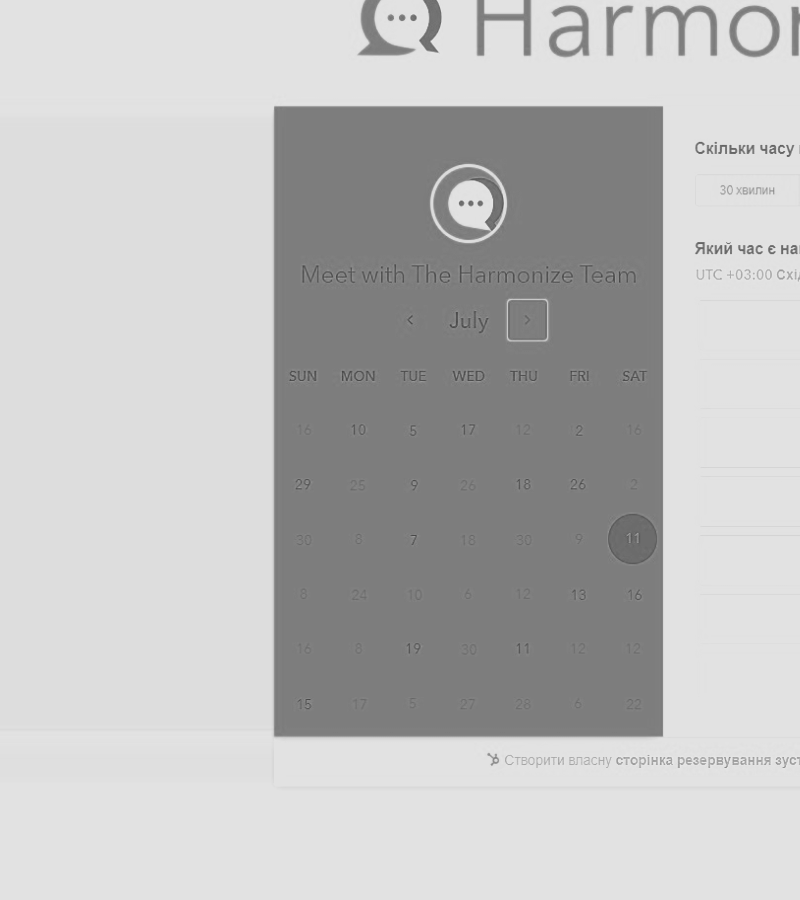 Harmon
Meet with The Harmonize Team
July
SUN MON TUE WED THU FRI SAT
16 10 5 17 12 2 16
29 25 9 26 18 26 2
30 8 7 18 30 9 11
8 24 10 6 12 13 16
16 8 19 30 11 12 12
15 17 5 27 28 6 22
Скільки часу
30 хвилин
Який час є на
UTC +03:00 Схі
Створити власну сторінка резервування зуст